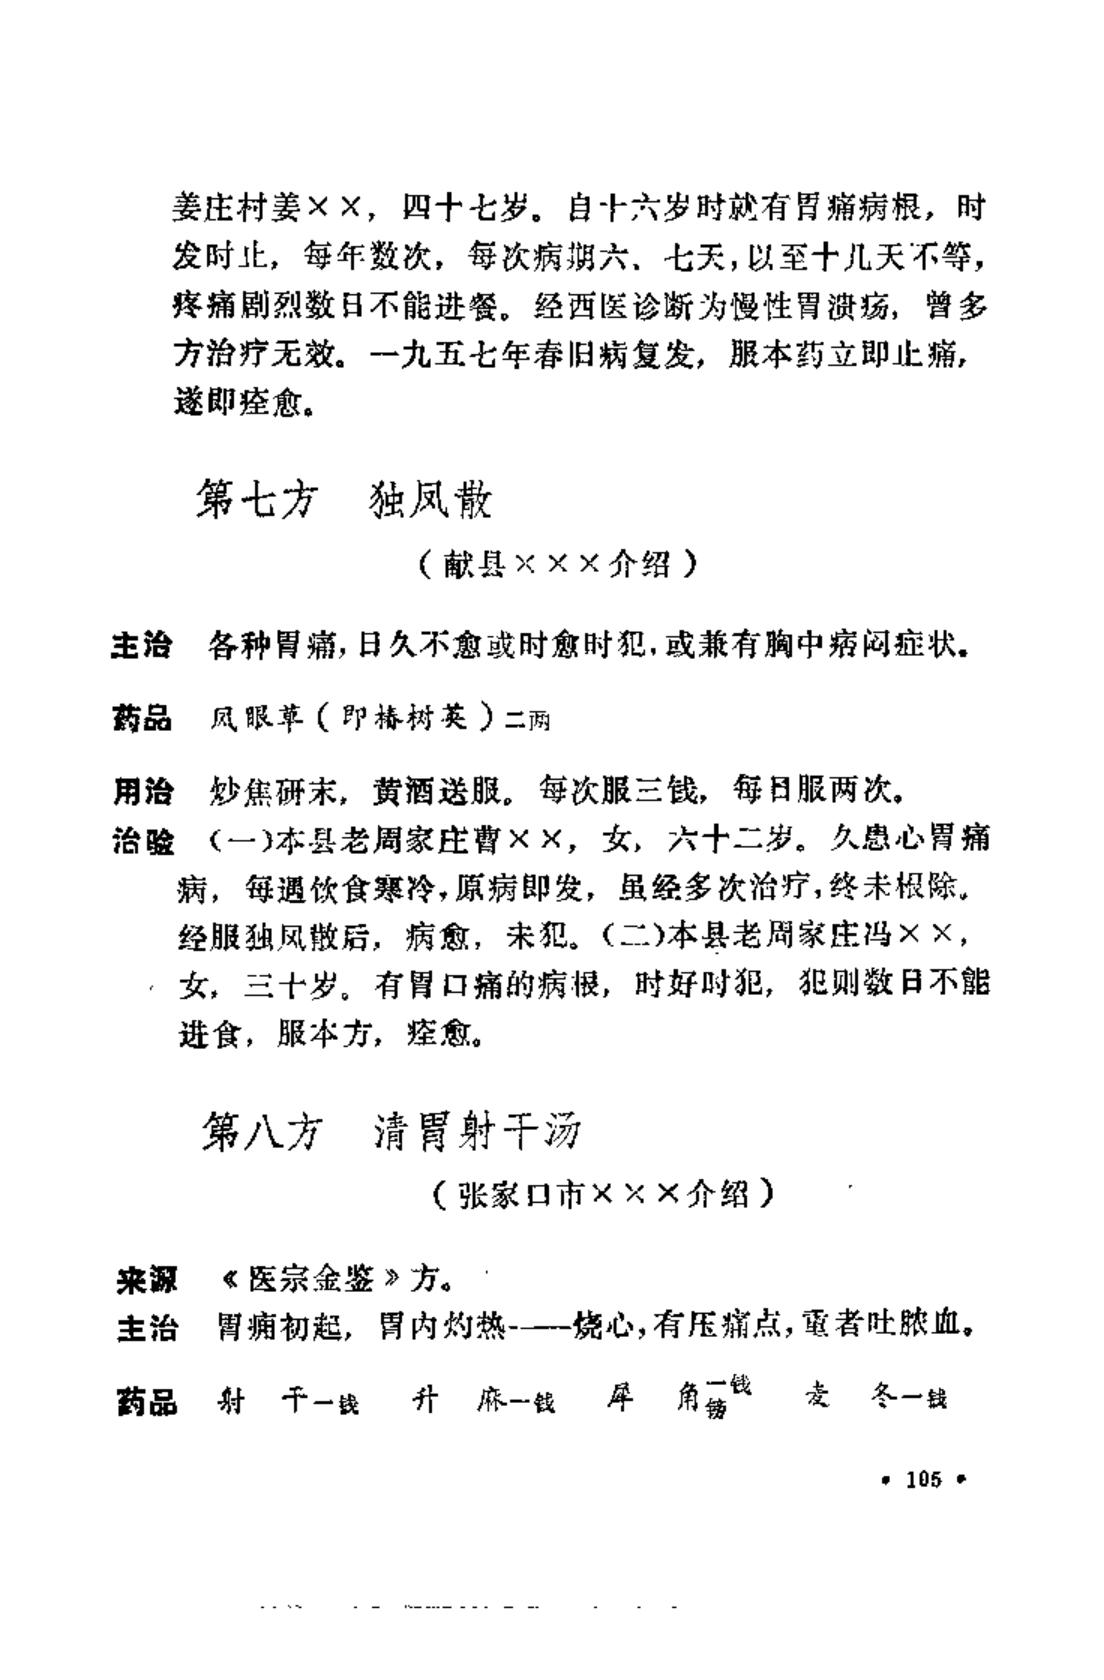 姜庄村姜××，四十七岁。自十六岁时就有胃痛病根，时
发时止，每年数次，每次病期六、七天，以至十几天不等，
疼痛剧烈数日不能进餐。经西医诊断为慢性胃溃疡，曾多
方治疗无效。一九五七年春旧病复发，服本药立即止痛，
遂即痊愈。
第七方　独凤散
（献县×××介绍）
主治　各种胃痛，日久不愈或时愈时犯，或兼有胸中痞闷症状。
药品　凤眼草（即椿树英）二两
用治　炒焦研末，黄酒送服。每次服三钱，每日服两次。
治验　（一）本县老周家庄曹××，女，六十二岁。久患心胃痛
病，每遇饮食寒冷，原病即发，虽经多次治疗，终未根除。
经服独凤散后，病愈，未犯。（二）本县老周家庄冯××，
女，三十岁。有胃口痛的病根，时好时犯，犯则数日不能
进食，服本方，痊愈。
第八方　清胃射干汤
（张家口市×××介绍）
来源　《医宗金鉴》方。
主治　胃痈初起，胃内灼热——烧心，有压痛点，重者吐脓血。
药品　射　干一钱　升　麻一钱　犀　角一钱镑　麦　冬一钱
• 105 •